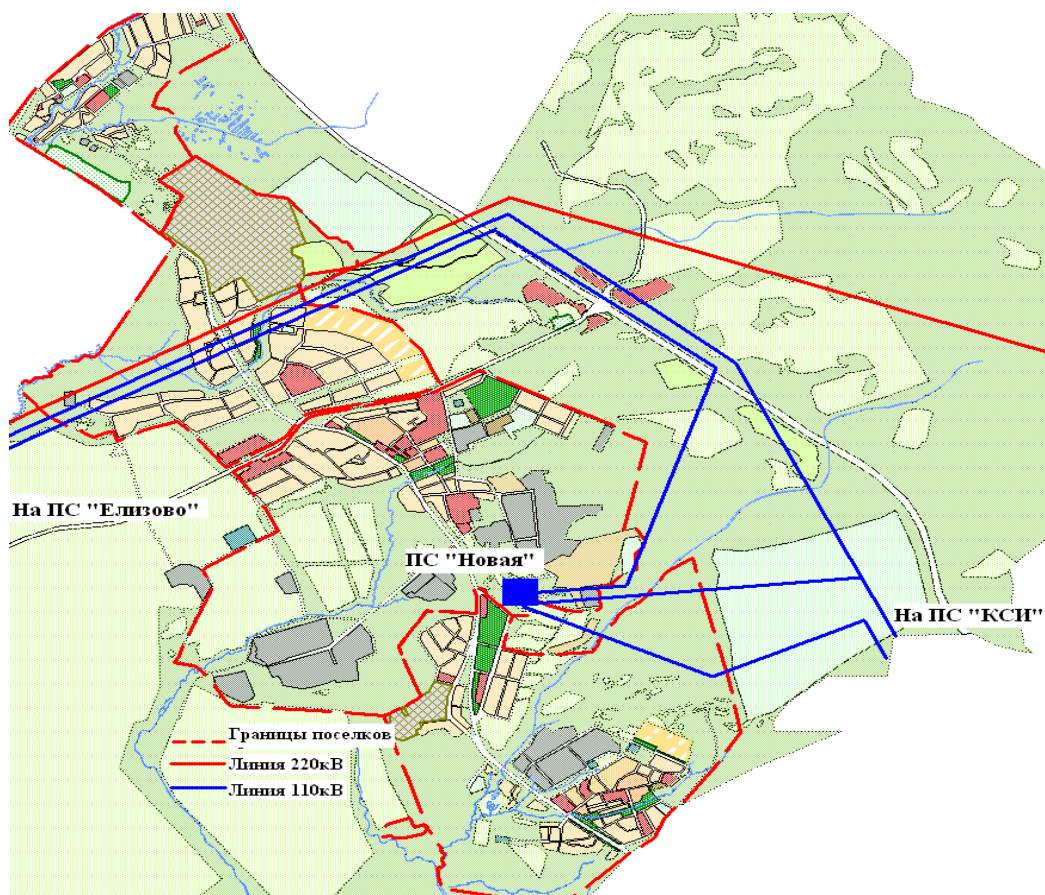 На ПС "Елизово"
ПС "Новая"
На ПС "КСИ"
Границы поселков
Линия 220кВ
Линия 110кВ